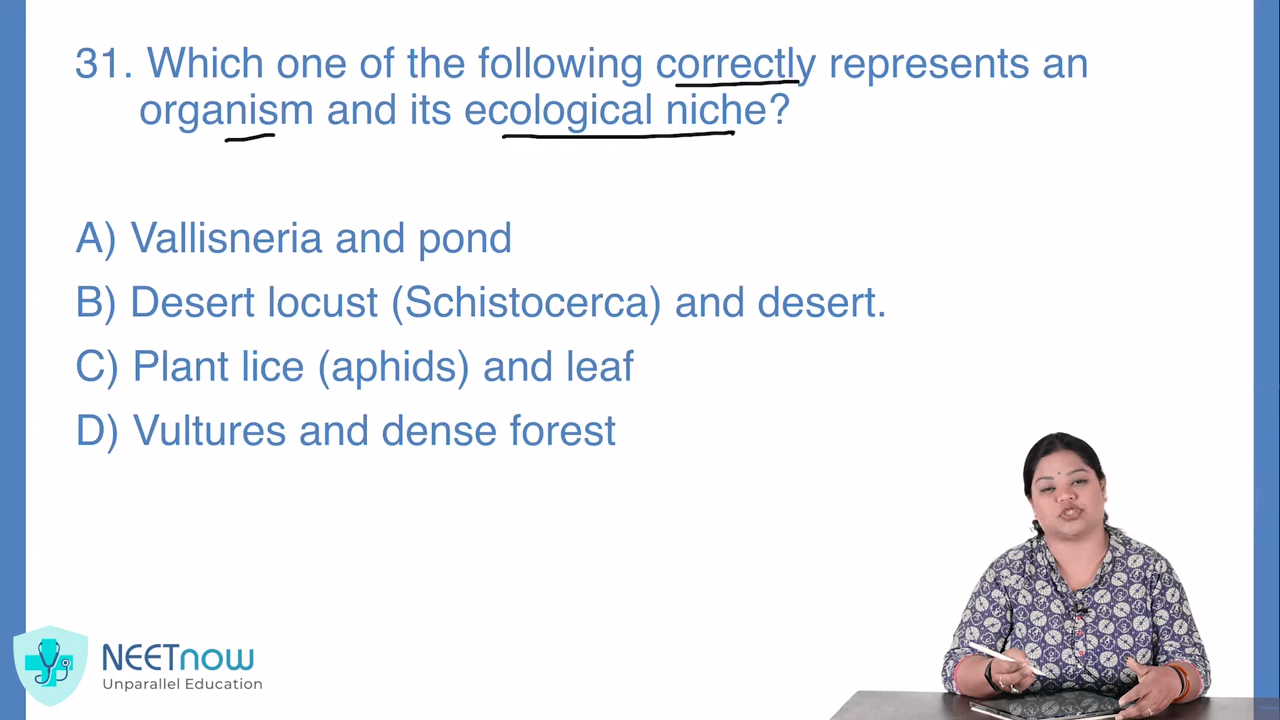 31. Which one of the following correctly represents an
organism and its ecological niche?
A) Vallisneria and pond
B) Desert locust (Schistocerca) and desert.
C) Plant lice (aphids) and leaf
D) Vultures and dense forest
NEETnow
Unparallel Education